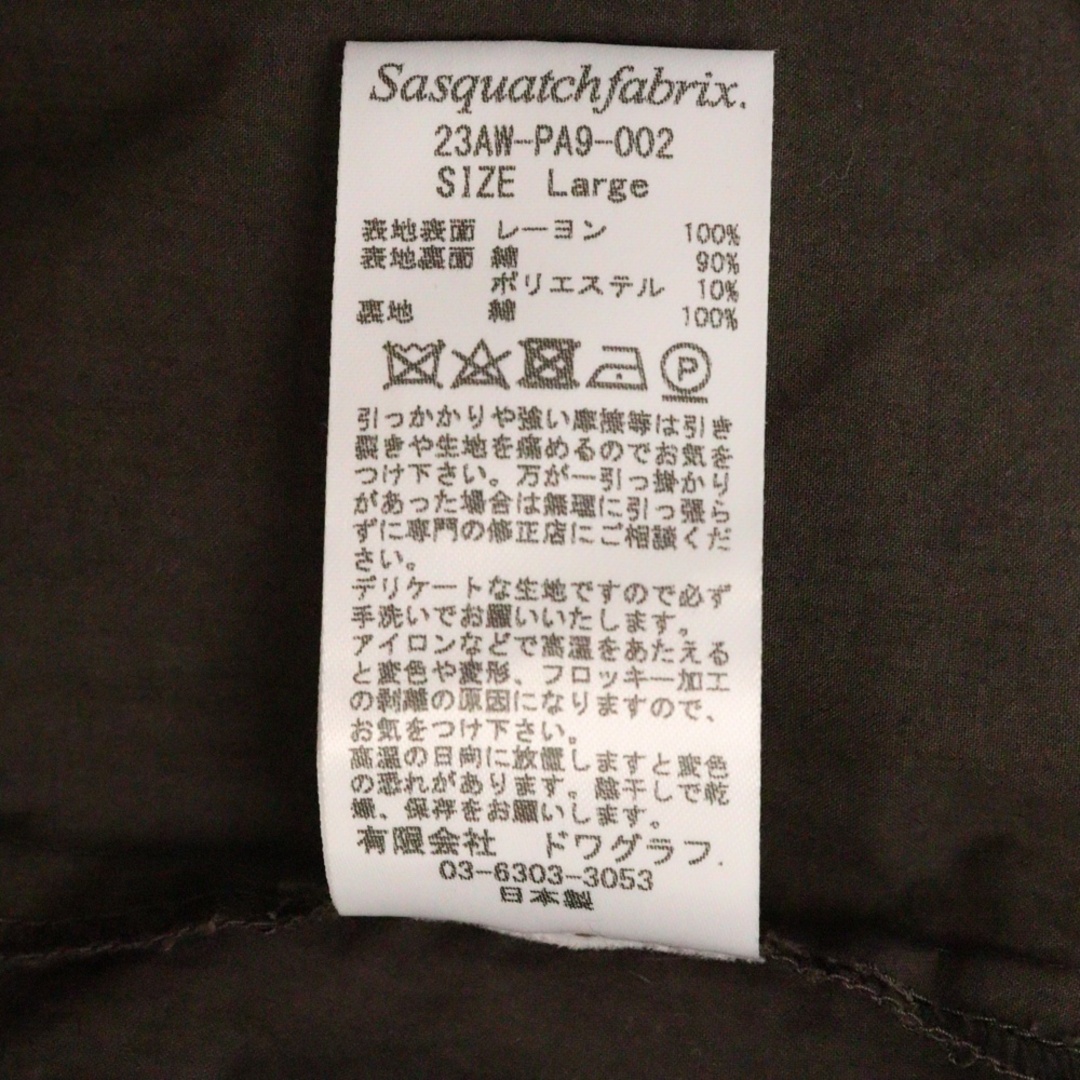 Sasquatchfabrix.
23AW-PA9-002
SIZE Large
表地表面 レーヨン 100%
表地裏面 綿 90%
ポリエステル 10%
裏地 綿 100%
P
引っかかりや強い摩擦等は引き
裂きや生地を痛めるのでお気を
つけ下さい。万が一引っ掛かり
があった場合は無理に引っ張ら
ずに専門の修正店にご相談くだ
さい。
デリケートな生地ですので必ず
手洗いでお願いいたします。
アイロンなどで高温をあたえる
と変色や変形、フロッキー加工
の剥離の原因になりますので、
お気をつけ下さい。
高温の日向に放置しますと変色
の恐れがあります。陰干しで乾
燥、保存をお願いします。
有限会社 ドワグラフ.
03-6303-3053
日本製